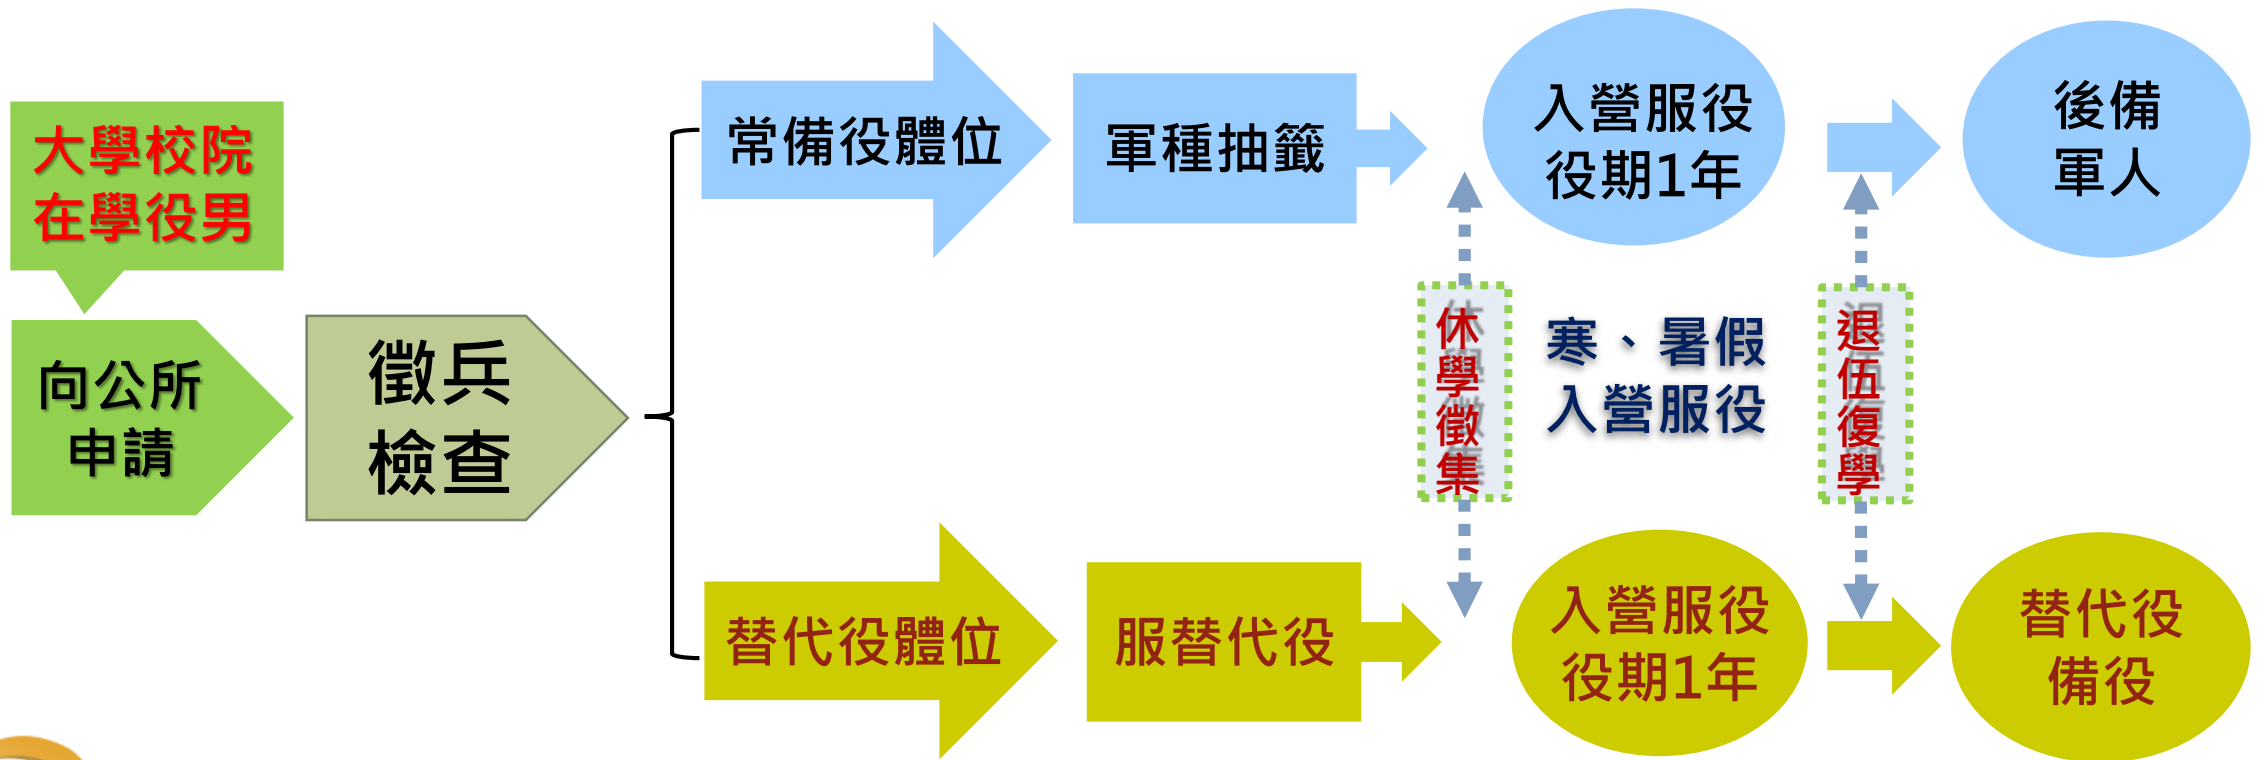 大學校院
在學役男
向公所
申請
徵兵
檢查
常備役體位
軍種抽籤
入營服役
役期1年
後備
軍人
休學徵集
寒、暑假
入營服役
退伍復學
替代役體位
服替代役
入營服役
役期1年
替代役
備役